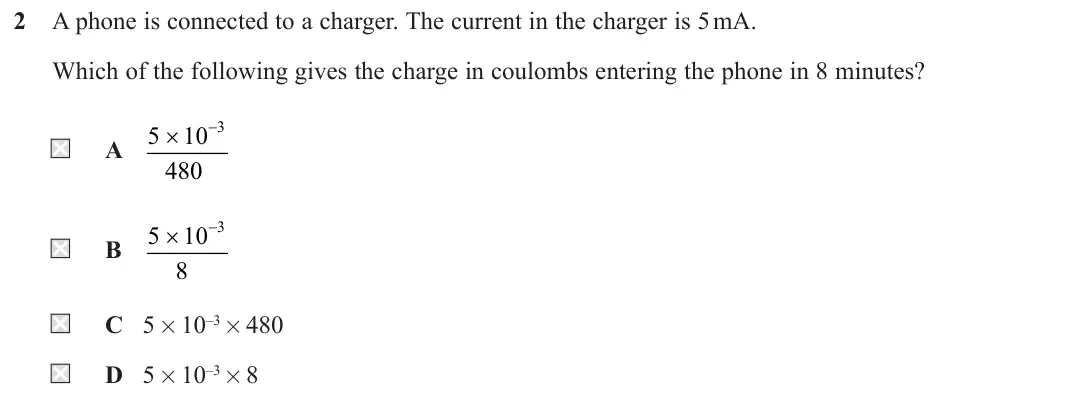 2 A phone is connected to a charger. The current in the charger is 5 mA.
Which of the following gives the charge in coulombs entering the phone in 8 minutes?
A 5 × 10⁻³
480
B 5 × 10⁻³
8
C 5 × 10⁻³ × 480
D 5 × 10⁻³ × 8